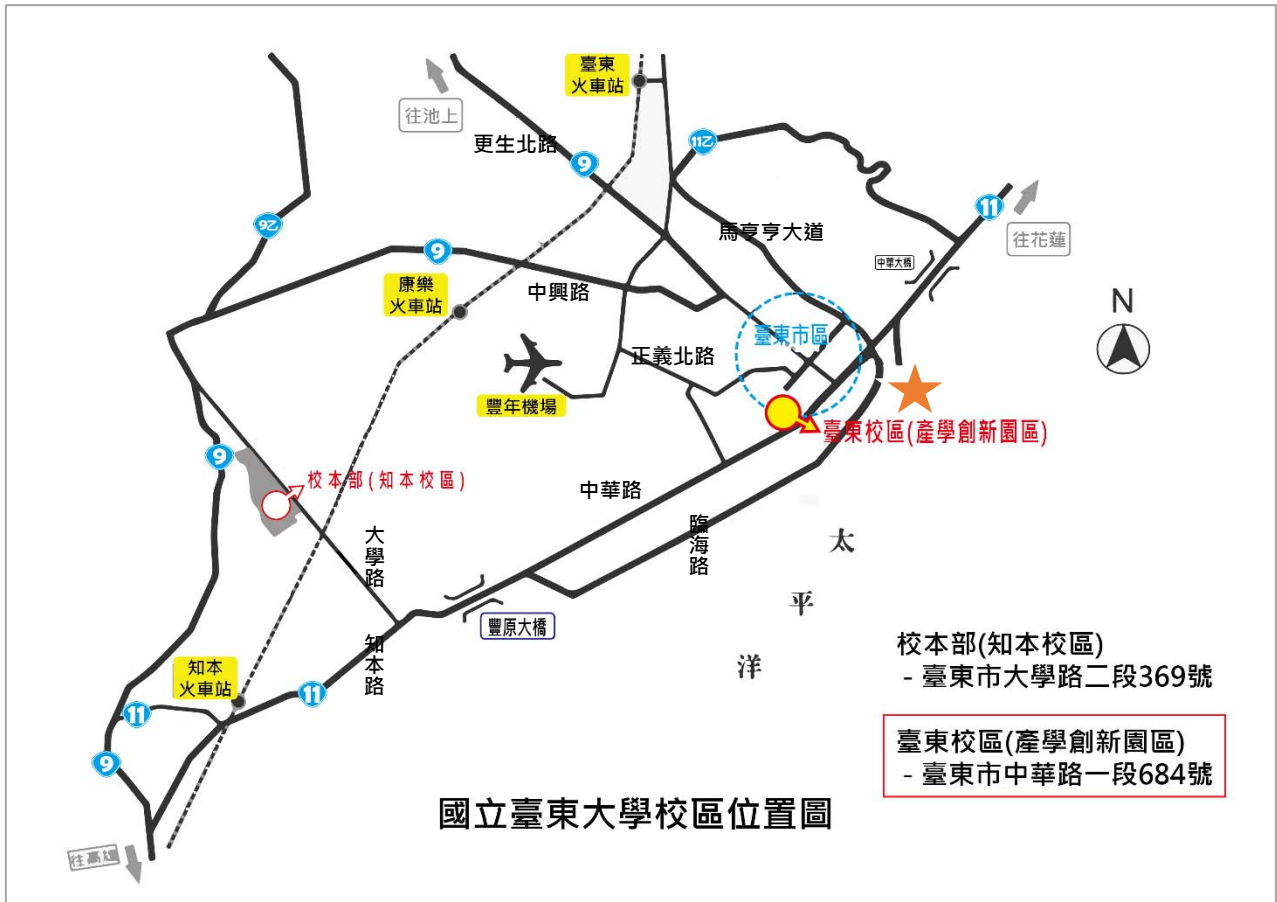 臺東
火車站
往池上
更生北路
9
11乙
11
往花蓮
馬亨亨大道
中華大橋
9乙
9
中興路
康樂
火車站
N
臺東市區
正義北路
豐年機場
臺東校區(產學創新園區)
9
校本部(知本校區)
中華路
大學路
臨海路
太平洋
豐原大橋
知本路
知本
火車站
11
11
9
校本部(知本校區)
- 臺東市大學路二段369號
臺東校區(產學創新園區)
- 臺東市中華路一段684號
國立臺東大學校區位置圖
往高雄